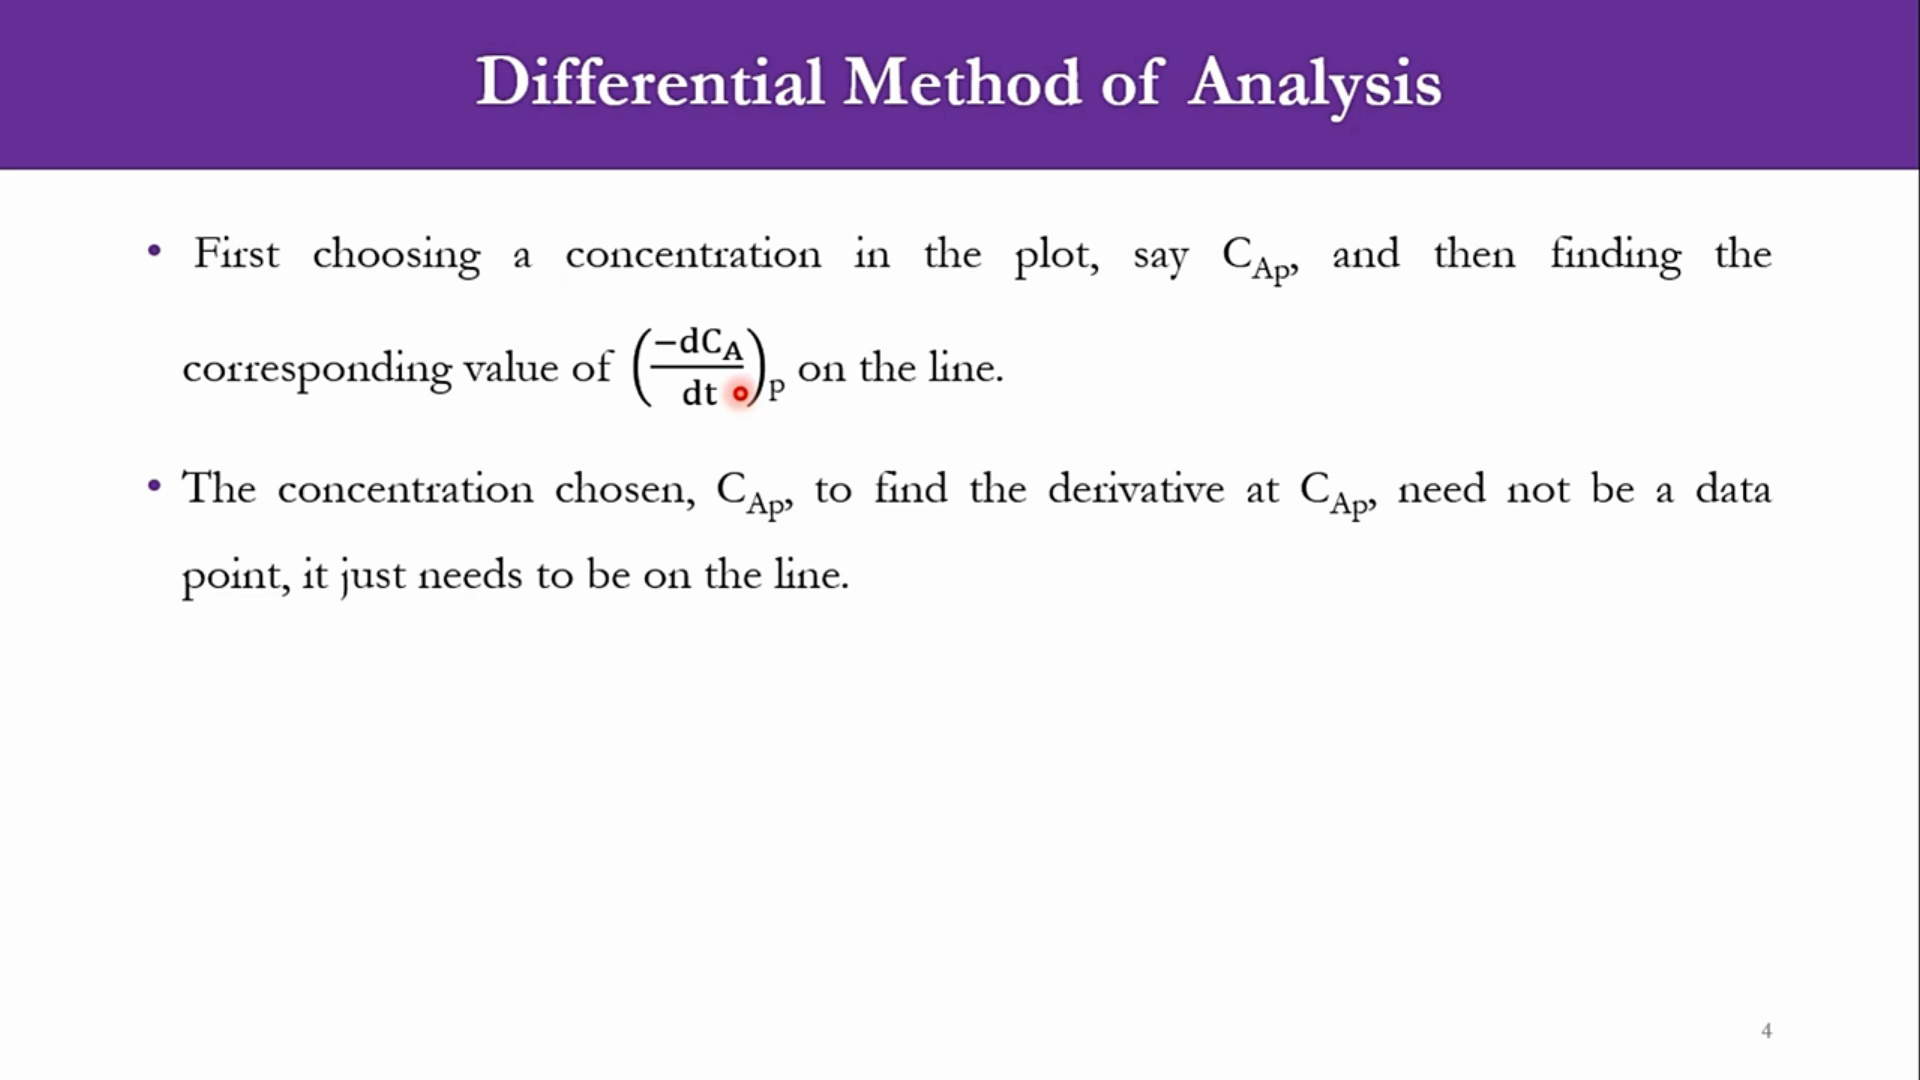 Differential Method of Analysis
• First choosing a concentration in the plot, say C_Ap, and then finding the
corresponding value of (−dC_A/dt)_p on the line.
• The concentration chosen, C_Ap, to find the derivative at C_Ap, need not be a data
point, it just needs to be on the line.
4